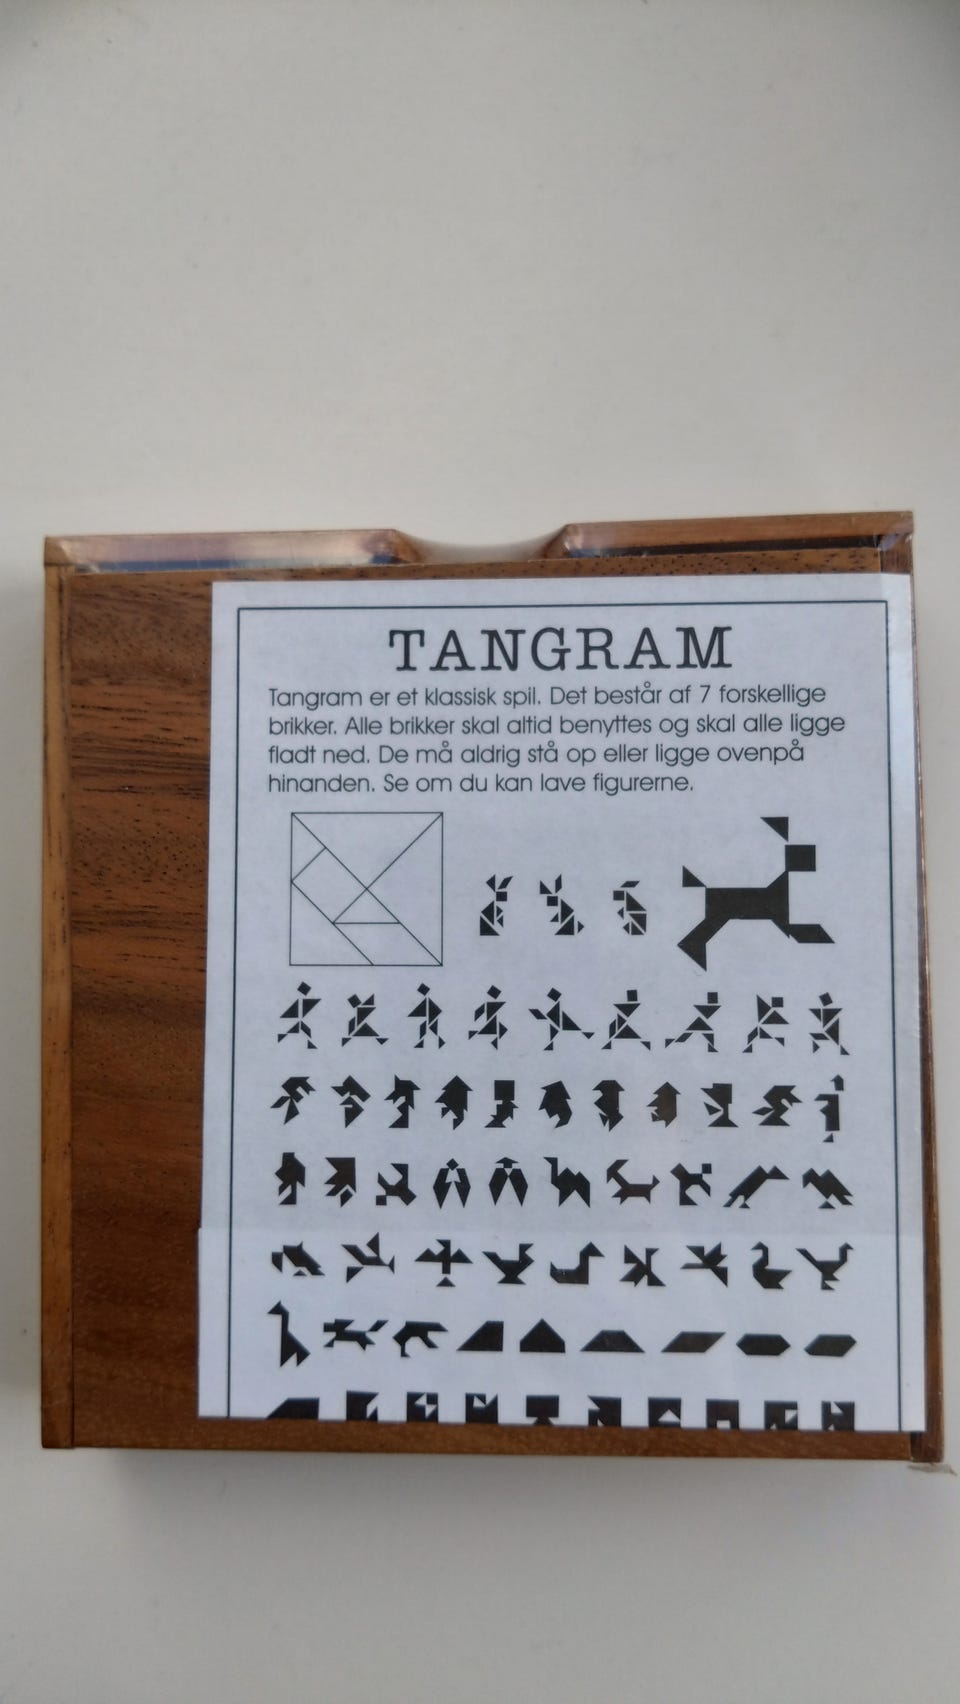 TANGRAM
Tangram er et klassisk spil. Det består af 7 forskellige
brikker. Alle brikker skal altid benyttes og skal alle ligge
fladt ned. De må aldrig stå op eller ligge ovenpå
hinanden. Se om du kan lave figurerne.